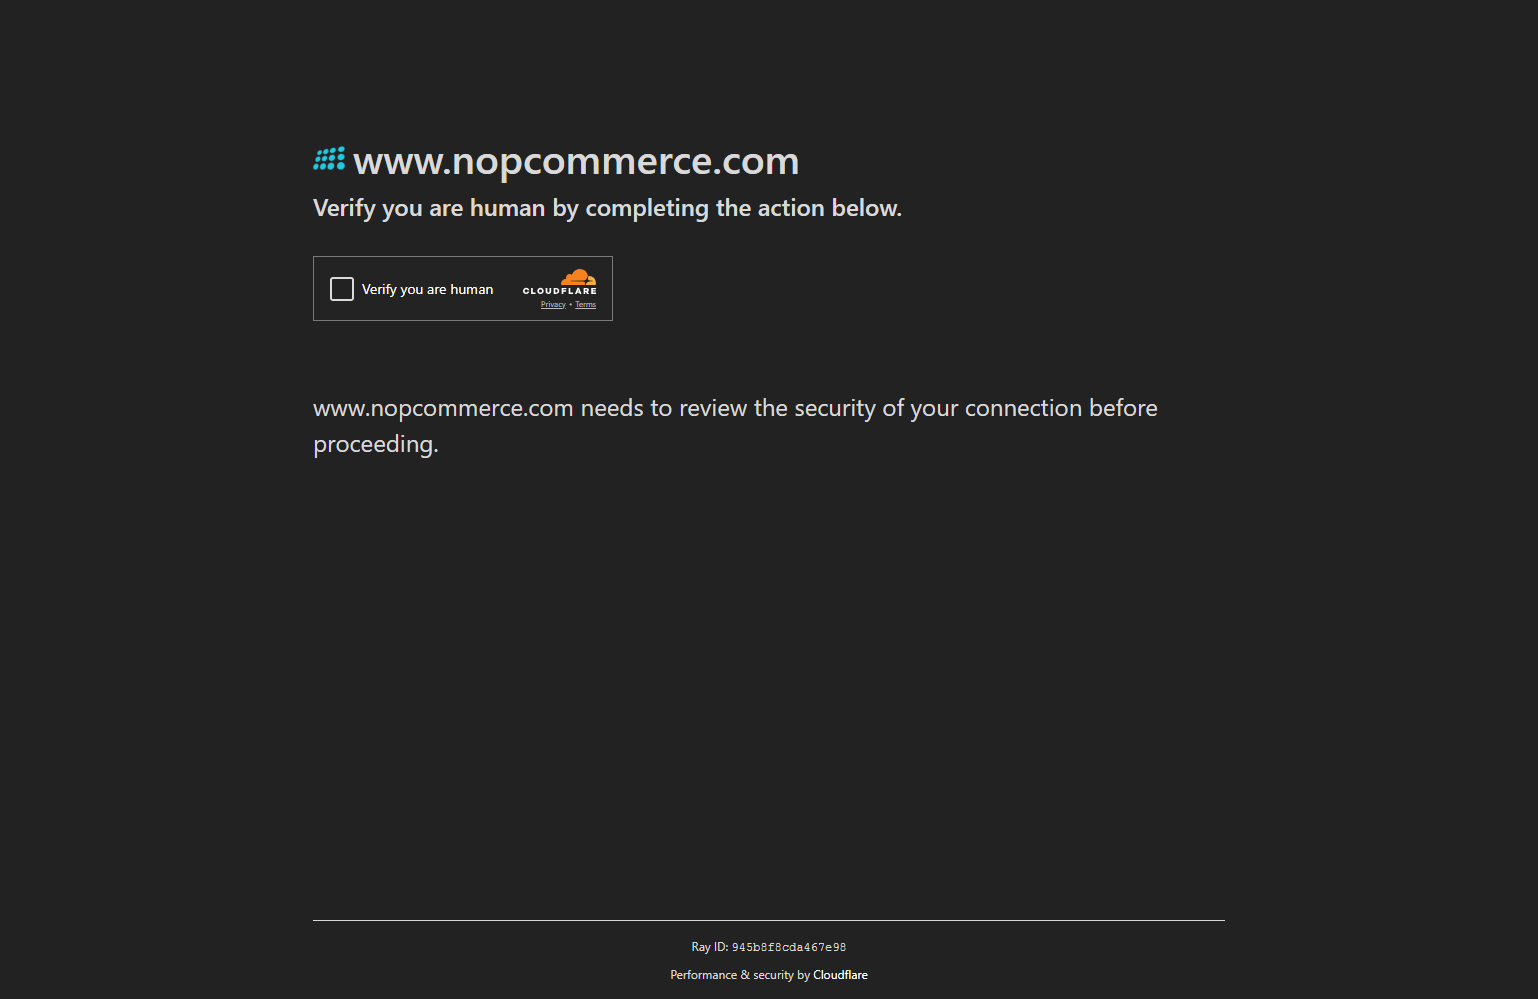 www.nopcommerce.com
Verify you are human by completing the action below.
Verify you are human
CLOUDFLARE
Privacy • Terms
www.nopcommerce.com needs to review the security of your connection before
proceeding.
Ray ID: 945b8f8cda467e98
Performance & security by Cloudflare